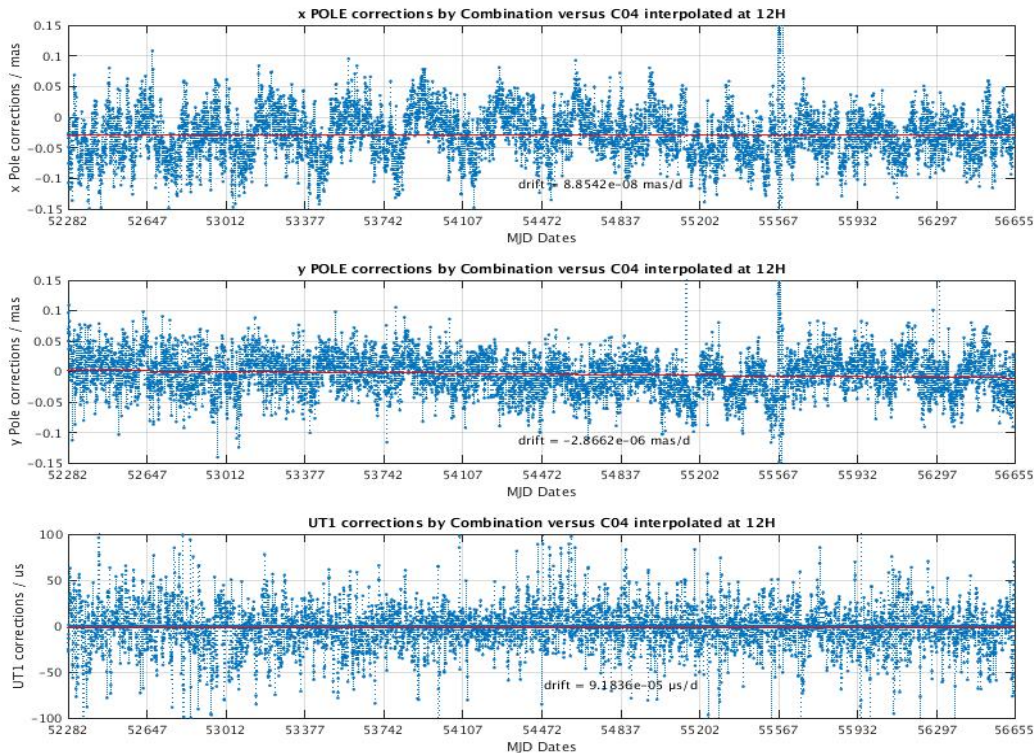 x POLE corrections by Combination versus C04 interpolated at 12H
x Pole corrections / mas
0.15
0.1
0.05
0
−0.05
−0.1
−0.15
drift = 8.8542e−08 mas/d
52282 52647 53012 53377 53742 54107 54472 54837 55202 55567 55932 56297 56655
MJD Dates
y POLE corrections by Combination versus C04 interpolated at 12H
y Pole corrections / mas
0.15
0.1
0.05
0
−0.05
−0.1
−0.15
drift = −2.8662e−06 mas/d
52282 52647 53012 53377 53742 54107 54472 54837 55202 55567 55932 56297 56655
MJD Dates
UT1 corrections by Combination versus C04 interpolated at 12H
UT1 corrections / us
100
50
0
−50
−100
drift = 9.1836e−05 μs/d
52282 52647 53012 53377 53742 54107 54472 54837 55202 55567 55932 56297 56655
MJD Dates